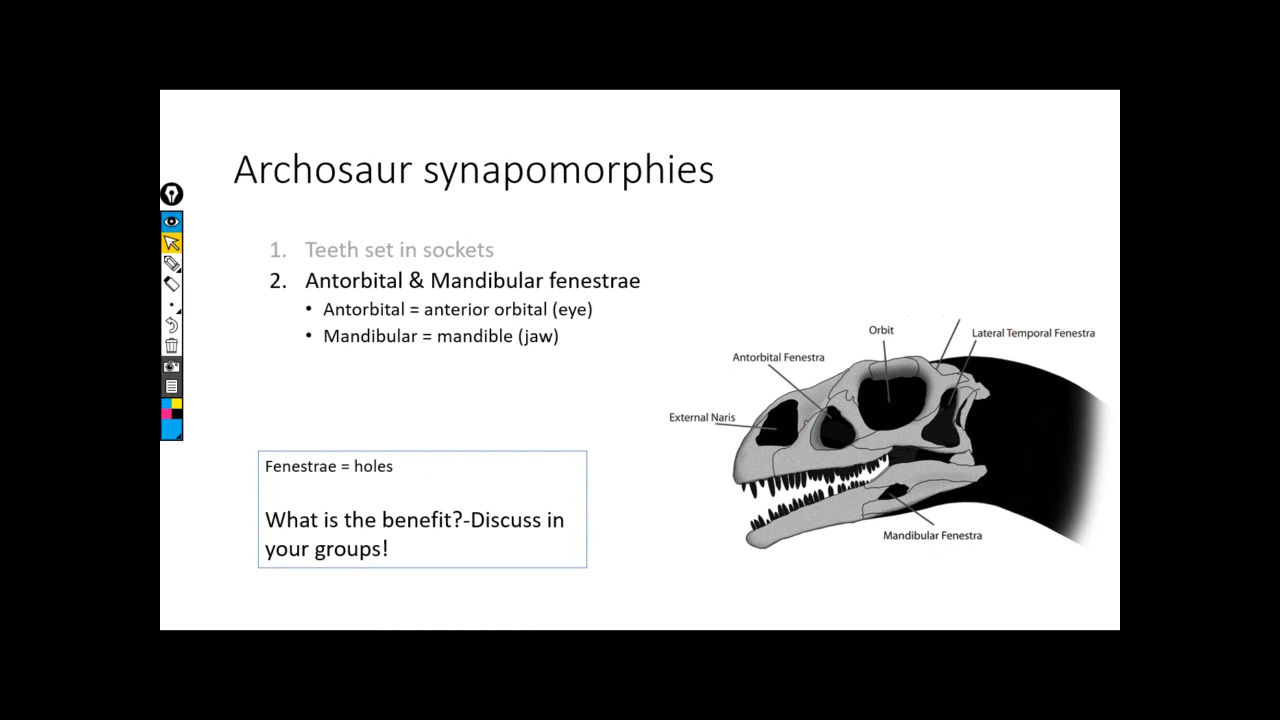 Archosaur synapomorphies
1. Teeth set in sockets
2. Antorbital & Mandibular fenestrae
• Antorbital = anterior orbital (eye)
• Mandibular = mandible (jaw)
Fenestrae = holes
What is the benefit?-Discuss in
your groups!
Orbit
Lateral Temporal Fenestra
Antorbital Fenestra
External Naris
Mandibular Fenestra